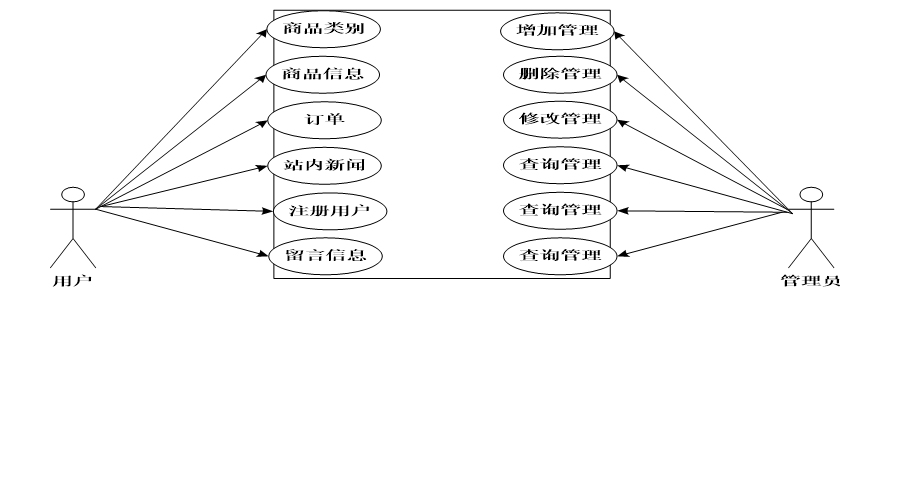 商品类别
商品信息
订单
站内新闻
注册用户
留言信息
增加管理
删除管理
修改管理
查询管理
查询管理
查询管理
用户
管理员